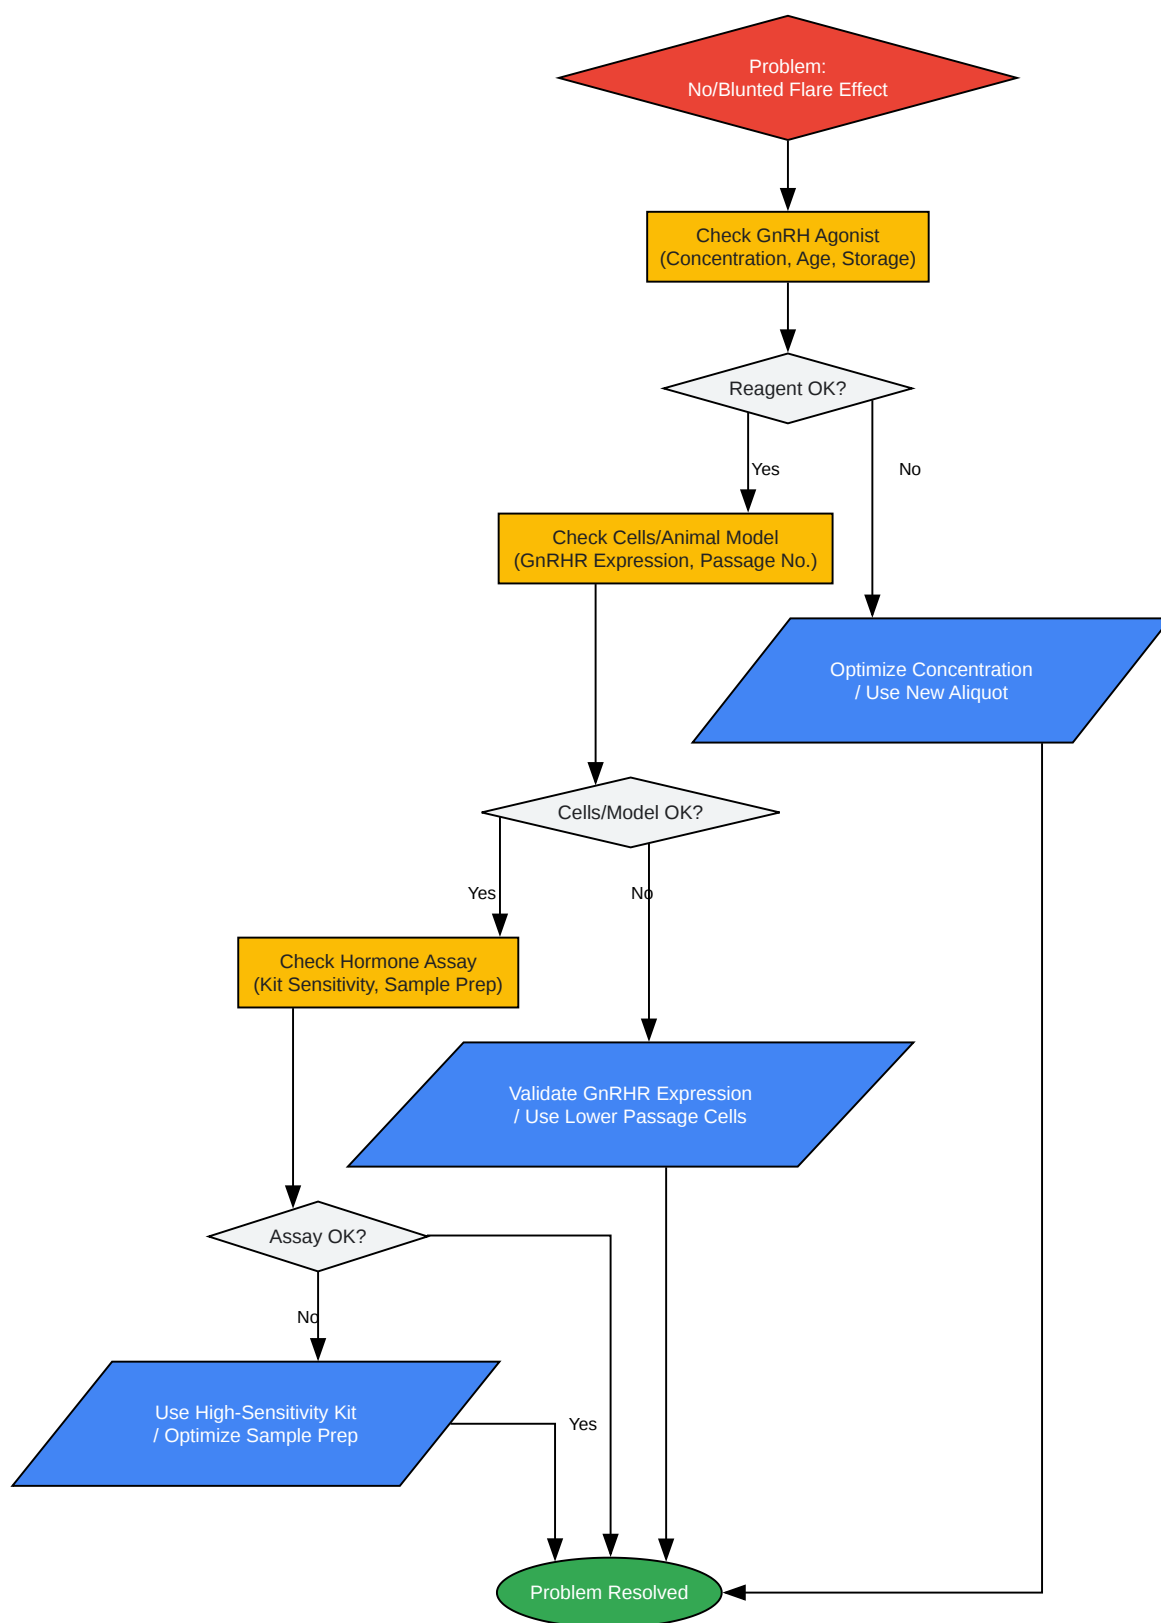 Problem:
No/Blunted Flare Effect
Check GnRH Agonist
(Concentration, Age, Storage)
Reagent OK?
Yes
No
Check Cells/Animal Model
(GnRHR Expression, Passage No.)
Optimize Concentration
/ Use New Aliquot
Cells/Model OK?
Yes
No
Check Hormone Assay
(Kit Sensitivity, Sample Prep)
Validate GnRHR Expression
/ Use Lower Passage Cells
Assay OK?
No
Use High-Sensitivity Kit
/ Optimize Sample Prep
Yes
Problem Resolved